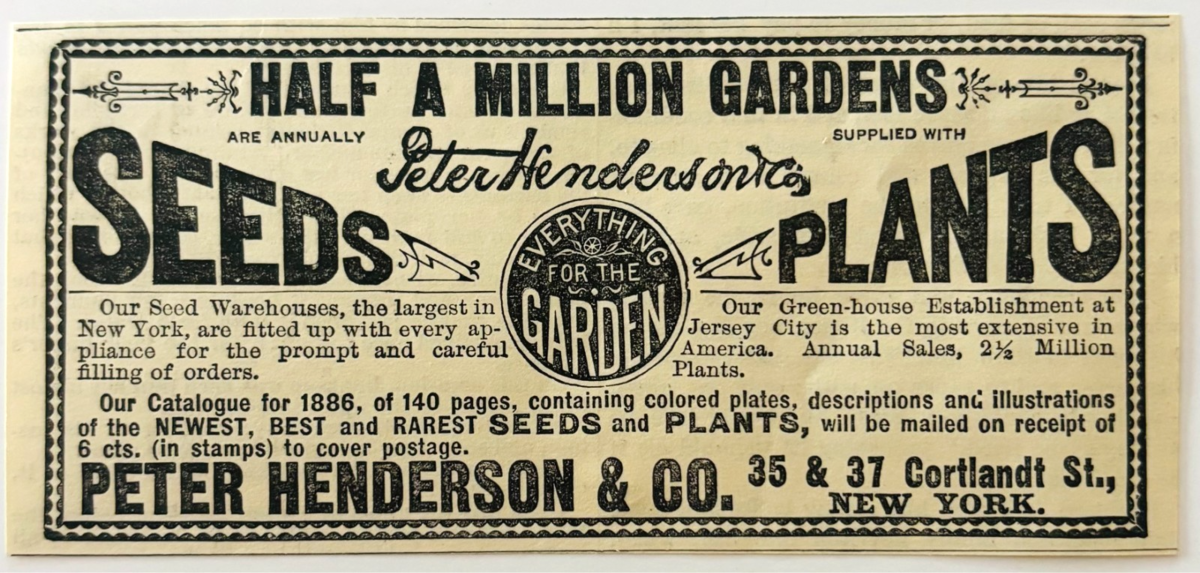 HALF A MILLION GARDENS
ARE ANNUALLY
SUPPLIED WITH
Peter Henderson & Co,
SEEDS
PLANTS
EVERYTHING
FOR THE
GARDEN
Our Seed Warehouses, the largest in
New York, are fitted up with every ap-
pliance for the prompt and careful
filling of orders.
Our Green-house Establishment at
Jersey City is the most extensive in
America. Annual Sales, 2½ Million
Plants.
Our Catalogue for 1886, of 140 pages, containing colored plates, descriptions and illustrations
of the NEWEST, BEST and RAREST SEEDS and PLANTS, will be mailed on receipt of
6 cts. (in stamps) to cover postage.
PETER HENDERSON & CO. 35 & 37 Cortlandt St.,
NEW YORK.